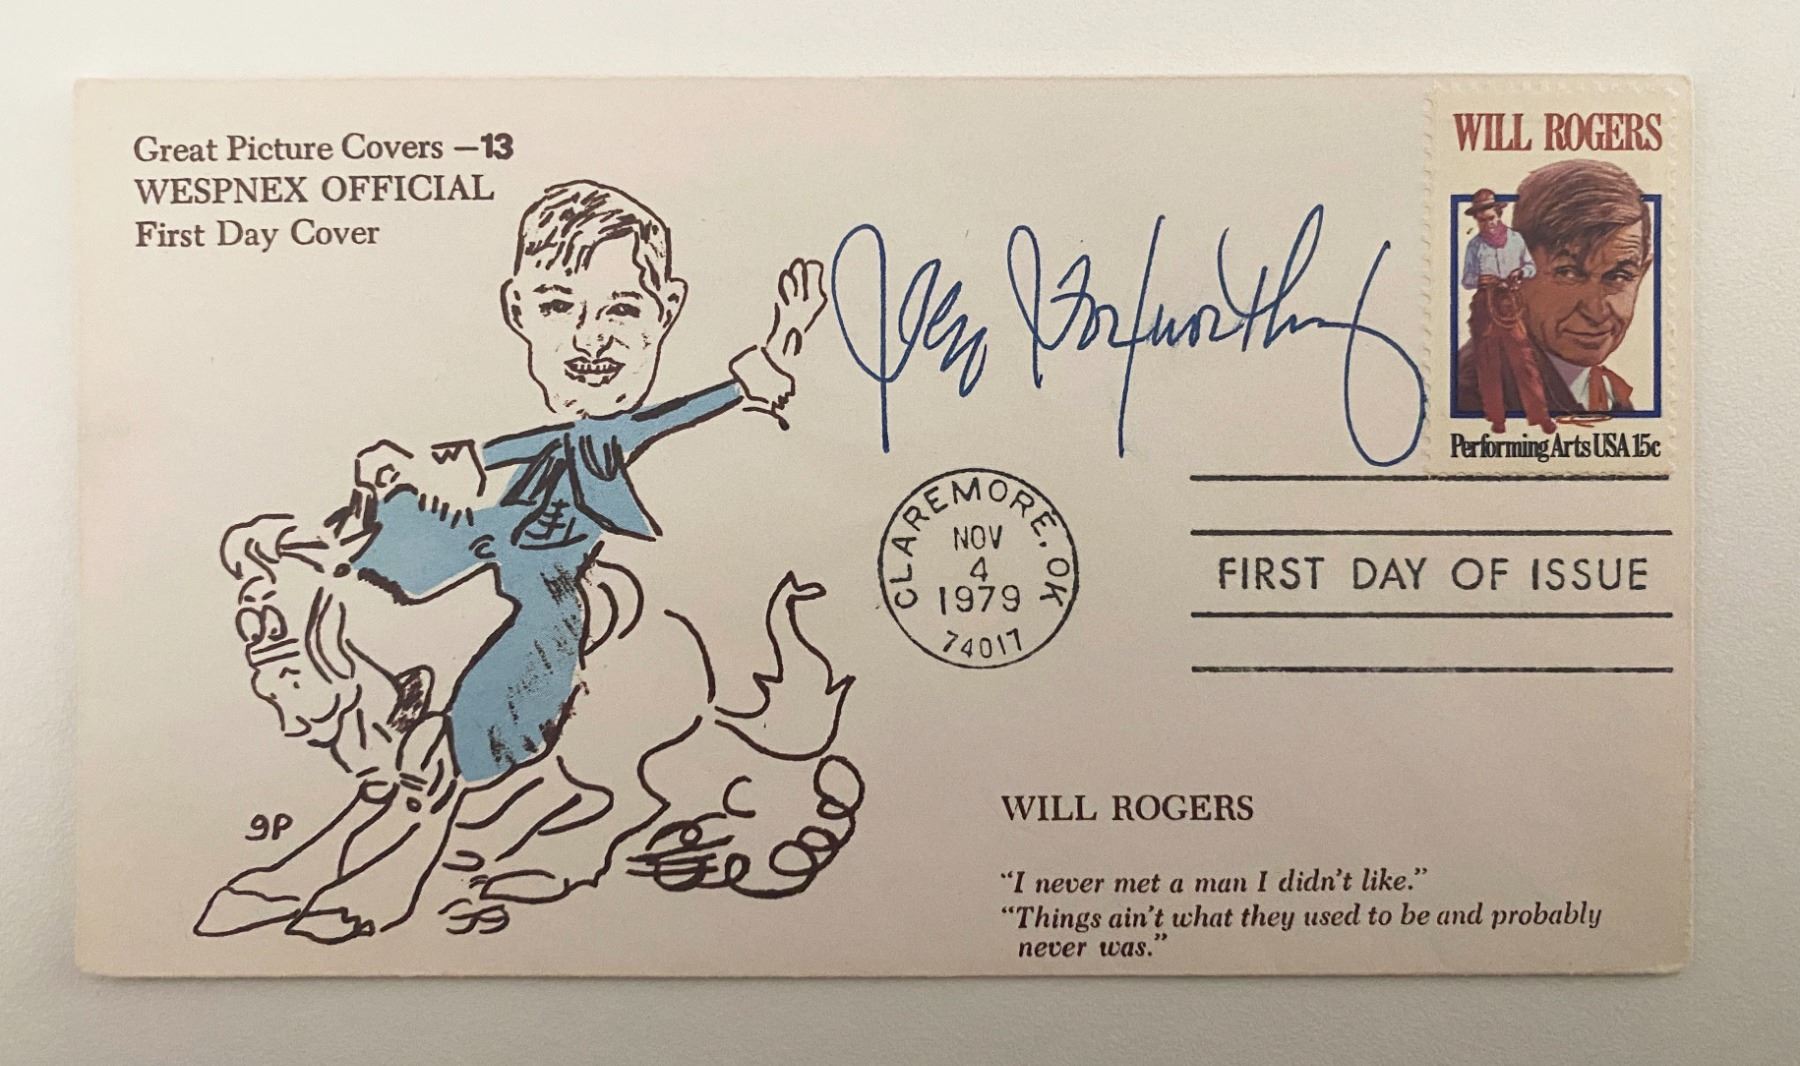 Great Picture Covers —13
WESPNEX OFFICIAL
First Day Cover
Jeff Foxworthy
WILL ROGERS
Performing Arts USA 15c
CLAREMORE, OK
NOV
4
1979
74017
FIRST DAY OF ISSUE
W
C
C
C
gp
WILL ROGERS
“I never met a man I didn't like.”
“Things ain't what they used to be and probably
never was.”